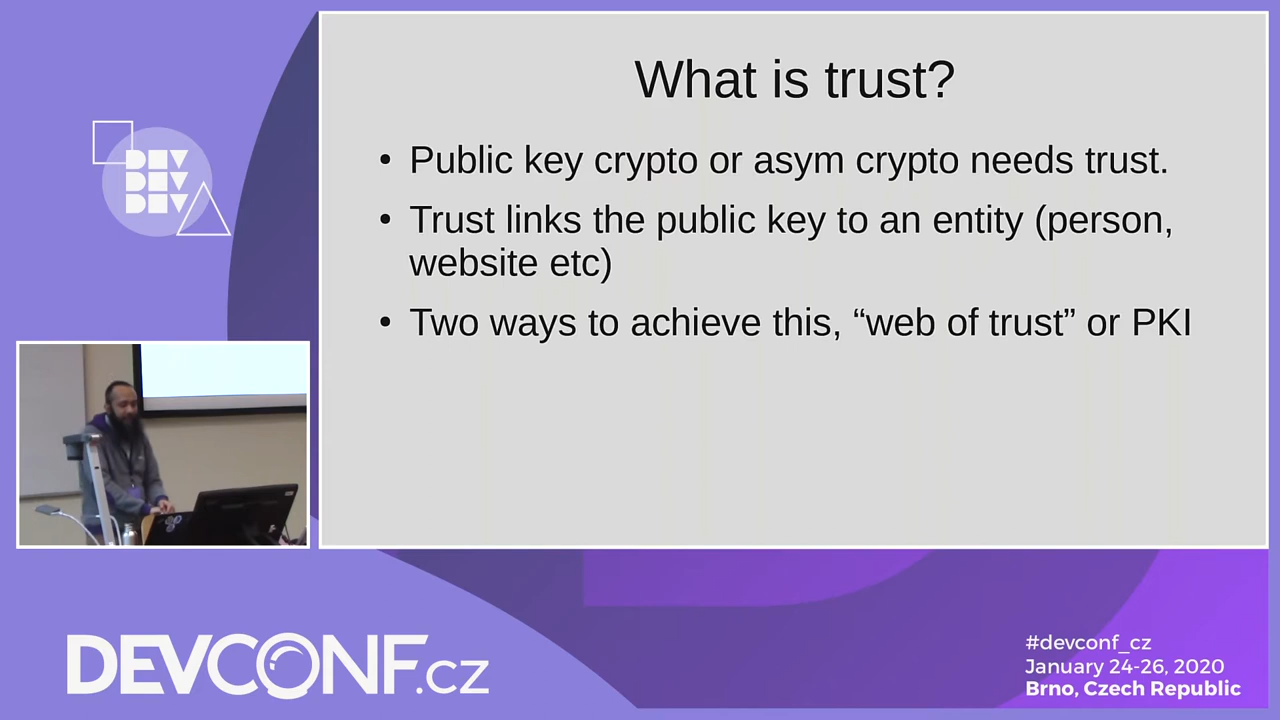 What is trust?
• Public key crypto or asym crypto needs trust.
• Trust links the public key to an entity (person,
website etc)
• Two ways to achieve this, “web of trust” or PKI
DEV
DEV
DEV
DEVCONF.cz
#devconf_cz
January 24-26, 2020
Brno, Czech Republic